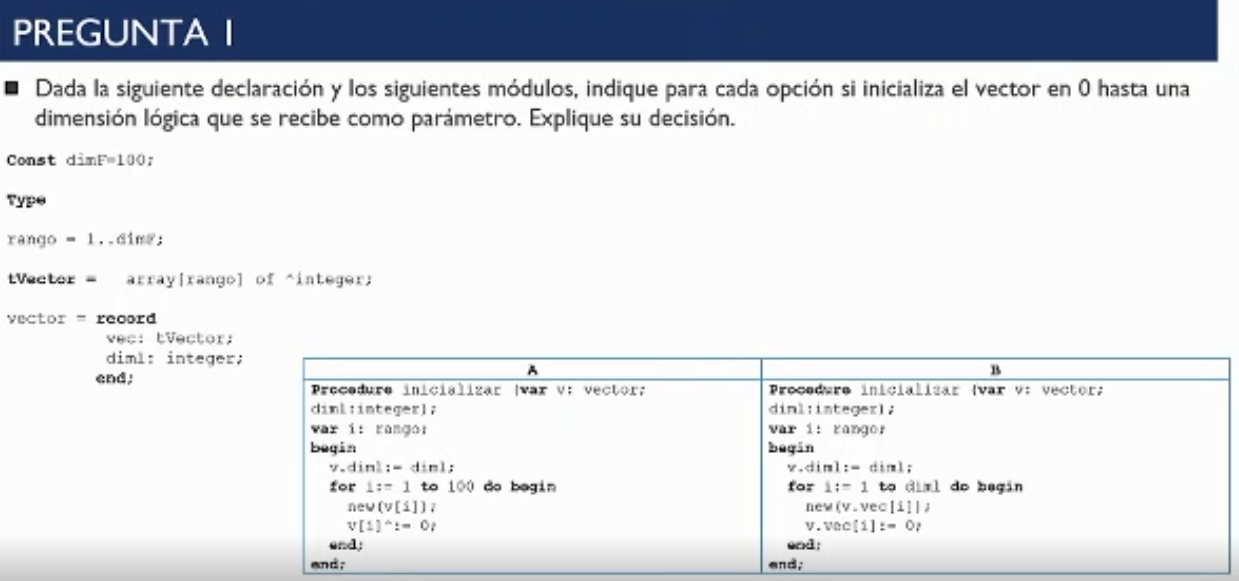 PREGUNTA I
■ Dada la siguiente declaración y los siguientes módulos, indique para cada opción si inicializa el vector en 0 hasta una
dimensión lógica que se recibe como parámetro. Explique su decisión.
Const dimF=100;
Type
rango = 1..dimF;
tVector = array[rango] of ^integer;
vector = record
vec: tVector;
diml: integer;
end;
A
Procedure inicializar (var v: vector;
diml:integer);
var i: rango;
begin
v.diml:= diml;
for i:= 1 to 100 do begin
new(v[i]);
v[i]^:= 0;
end;
end;
B
Procedure inicializar (var v: vector;
diml:integer);
var i: rango;
begin
v.diml:= diml;
for i:= 1 to diml do begin
new(v.vec[i]);
v.vec[i]:= 0;
end;
end;